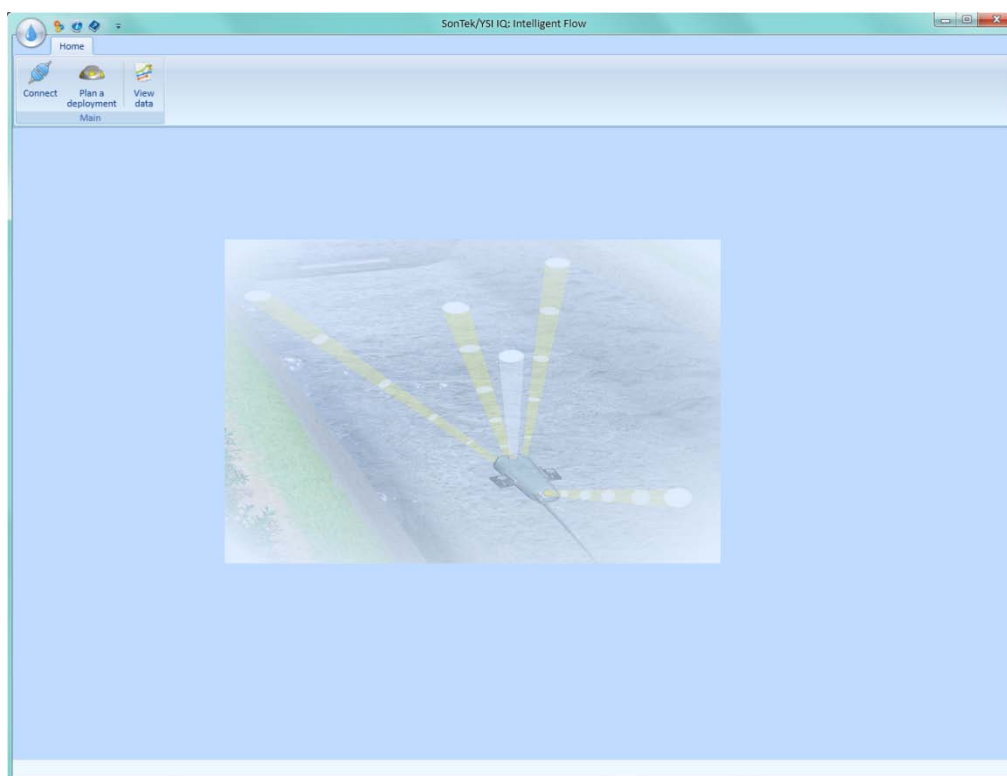 SonTek/YSI IQ: Intelligent Flow
Home
Connect
Plan a
deployment
View
data
Main